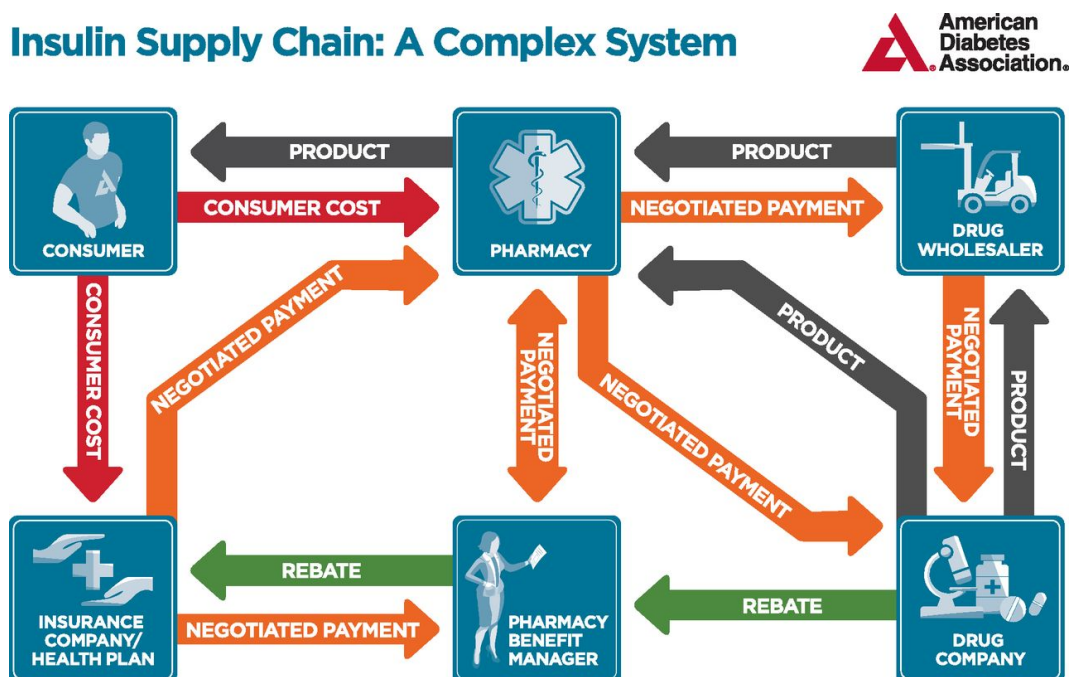 Insulin Supply Chain: A Complex System
American
Diabetes
Association®
PRODUCT
PRODUCT
CONSUMER COST
NEGOTIATED PAYMENT
CONSUMER
PHARMACY
DRUG
WHOLESALER
CONSUMER COST
NEGOTIATED PAYMENT
NEGOTIATED
PAYMENT
NEGOTIATED PAYMENT
PRODUCT
NEGOTIATED
PAYMENT
PRODUCT
REBATE
REBATE
NEGOTIATED PAYMENT
INSURANCE
COMPANY/
HEALTH PLAN
PHARMACY
BENEFIT
MANAGER
DRUG
COMPANY